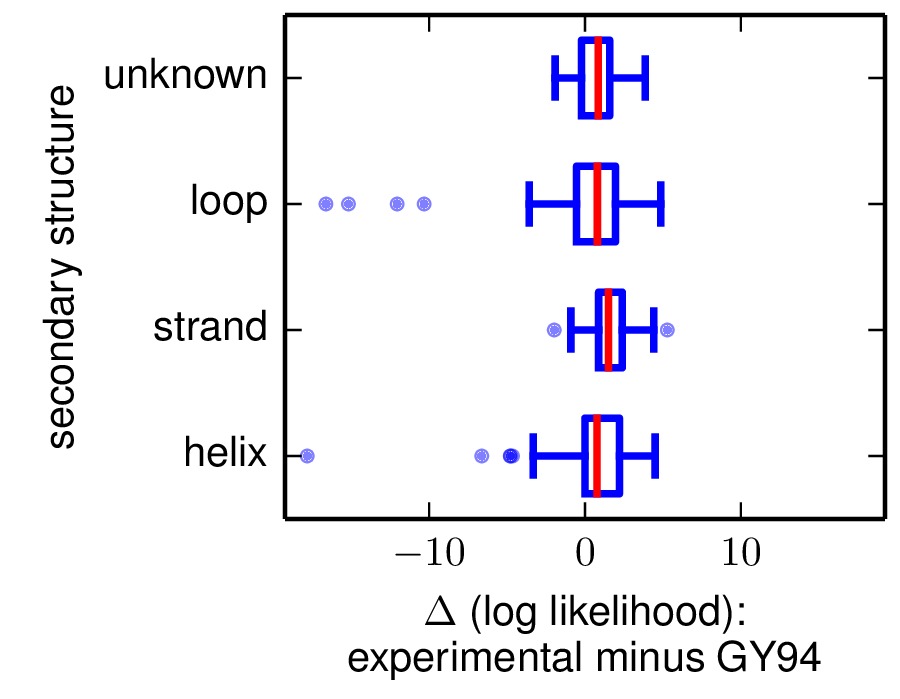 secondary structure
unknown
loop
strand
helix
−10 0 10
Δ (log likelihood):
experimental minus GY94